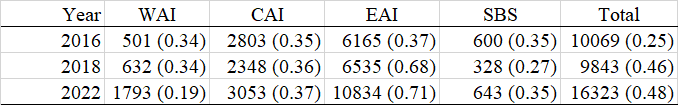 Year WAI CAI EAI SBS Total
2016 501 (0.34) 2803 (0.35) 6165 (0.37) 600 (0.35) 10069 (0.25)
2018 632 (0.34) 2348 (0.36) 6535 (0.68) 328 (0.27) 9843 (0.46)
2022 1793 (0.19) 3053 (0.37) 10834 (0.71) 643 (0.35) 16323 (0.48)